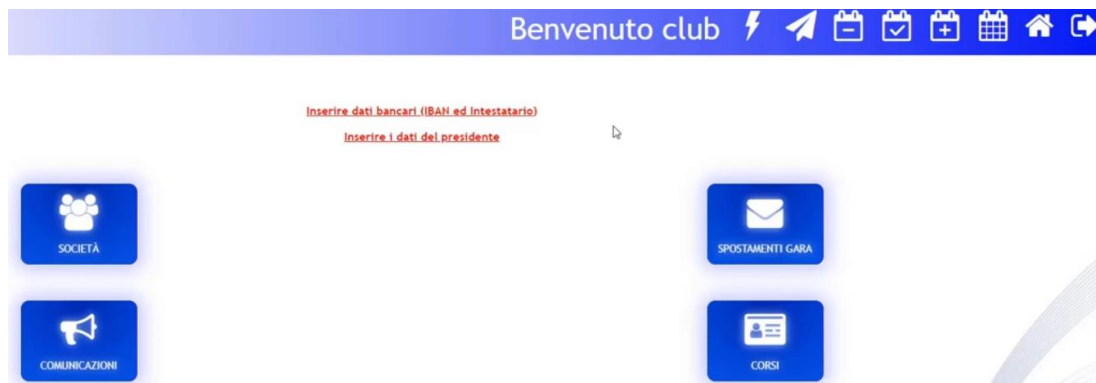 Benvenuto club
Inserire dati bancari (IBAN ed Intestatario)
Inserire i dati del presidente
SOCIETÀ
SPOSTAMENTI GARA
COMUNICAZIONI
CORSI